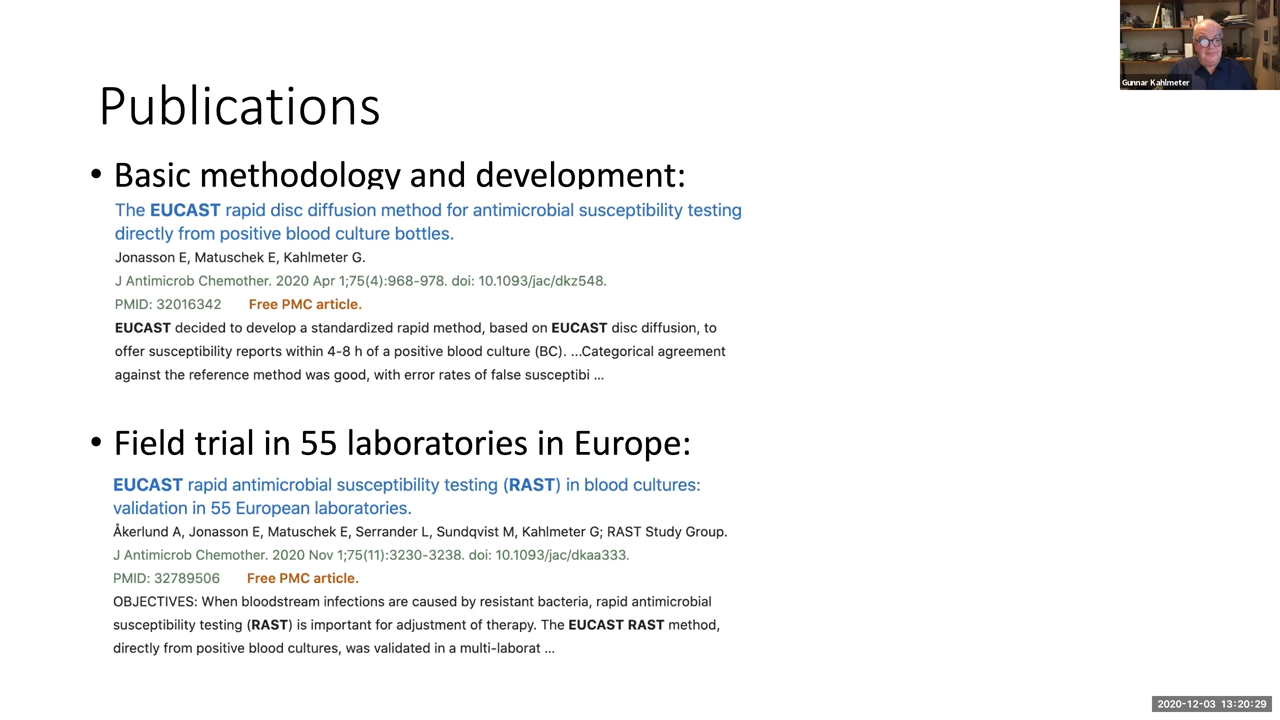 Gunnar Kahlmeter
Publications
• Basic methodology and development:
The EUCAST rapid disc diffusion method for antimicrobial susceptibility testing
directly from positive blood culture bottles.
Jonasson E, Matuschek E, Kahlmeter G.
J Antimicrob Chemother. 2020 Apr 1;75(4):968-978. doi: 10.1093/jac/dkz548.
PMID: 32016342 Free PMC article.
EUCAST decided to develop a standardized rapid method, based on EUCAST disc diffusion, to
offer susceptibility reports within 4-8 h of a positive blood culture (BC). ...Categorical agreement
against the reference method was good, with error rates of false susceptibi ...
• Field trial in 55 laboratories in Europe:
EUCAST rapid antimicrobial susceptibility testing (RAST) in blood cultures:
validation in 55 European laboratories.
Åkerlund A, Jonasson E, Matuschek E, Serrander L, Sundqvist M, Kahlmeter G; RAST Study Group.
J Antimicrob Chemother. 2020 Nov 1;75(11):3230-3238. doi: 10.1093/jac/dkaa333.
PMID: 32789506 Free PMC article.
OBJECTIVES: When bloodstream infections are caused by resistant bacteria, rapid antimicrobial
susceptibility testing (RAST) is important for adjustment of therapy. The EUCAST RAST method,
directly from positive blood cultures, was validated in a multi-laborat ...
2020-12-03 13:20:29